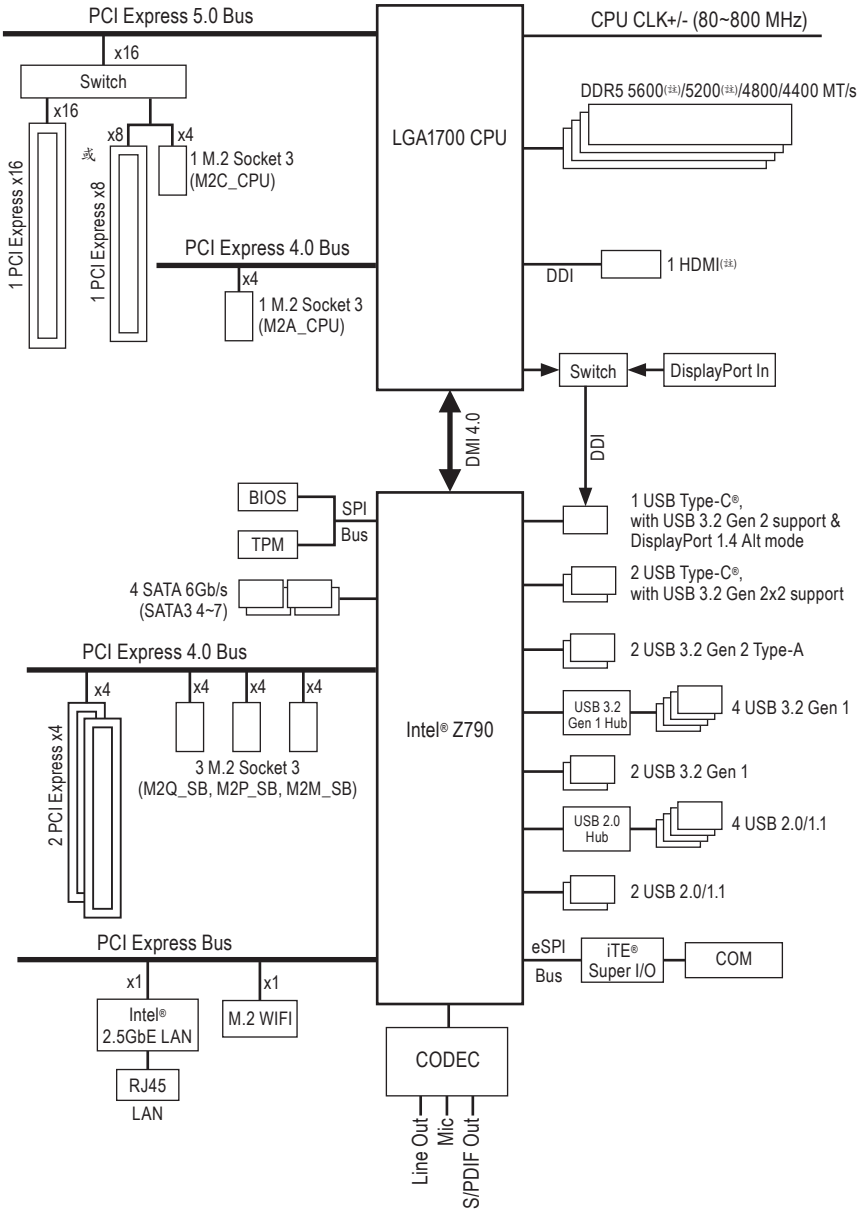 PCI Express 5.0 Bus
x16
Switch
x16
x8
x4
或
1 PCI Express x16
1 PCI Express x8
1 M.2 Socket 3
(M2C_CPU)
PCI Express 4.0 Bus
x4
1 M.2 Socket 3
(M2A_CPU)
LGA1700 CPU
CPU CLK+/- (80~800 MHz)
DDR5 5600(註)/5200(註)/4800/4400 MT/s
DDI
1 HDMI(註)
Switch
DisplayPort In
DDI
DMI 4.0
BIOS
TPM
SPI
Bus
4 SATA 6Gb/s
(SATA3 4~7)
PCI Express 4.0 Bus
x4
x4
x4
x4
2 PCI Express x4
3 M.2 Socket 3
(M2Q_SB, M2P_SB, M2M_SB)
Intel® Z790
1 USB Type-C®,
with USB 3.2 Gen 2 support &
DisplayPort 1.4 Alt mode
2 USB Type-C®,
with USB 3.2 Gen 2x2 support
2 USB 3.2 Gen 2 Type-A
USB 3.2
Gen 1 Hub
4 USB 3.2 Gen 1
2 USB 3.2 Gen 1
USB 2.0
Hub
4 USB 2.0/1.1
2 USB 2.0/1.1
eSPI
Bus
iTE®
Super I/O
COM
PCI Express Bus
x1
x1
Intel®
2.5GbE LAN
M.2 WIFI
RJ45
LAN
CODEC
Line Out
Mic
S/PDIF Out